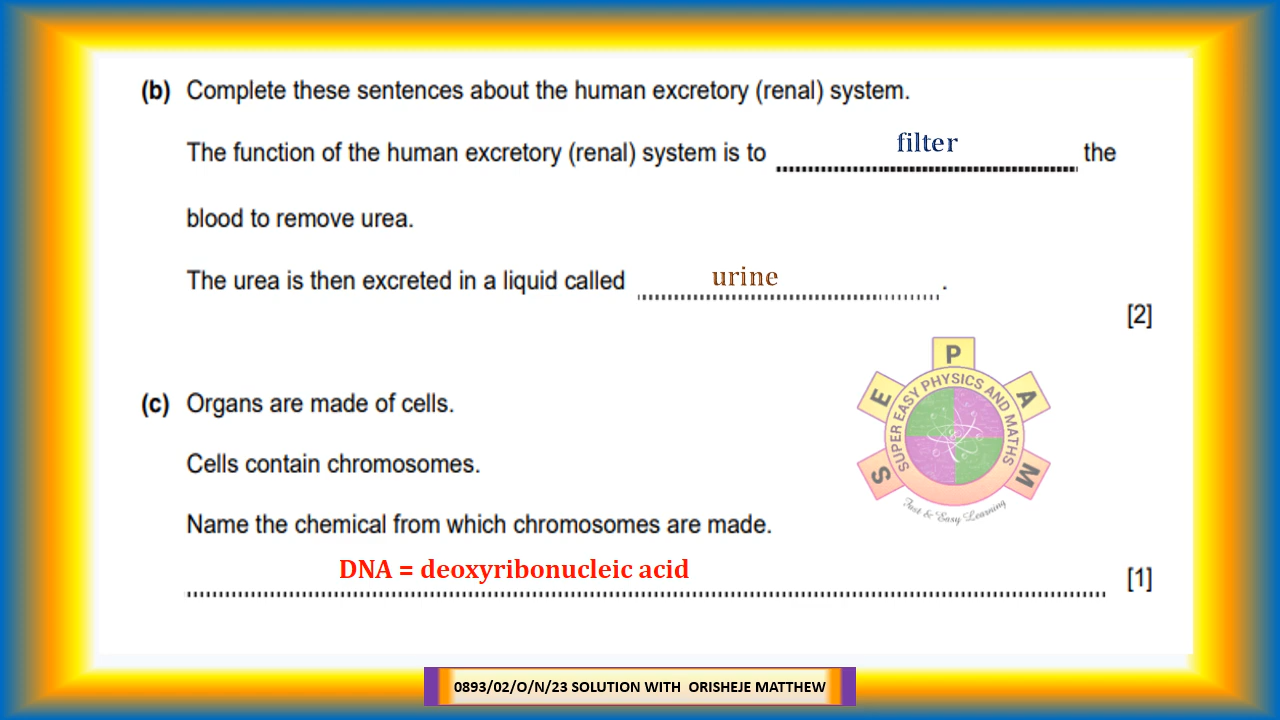 (b) Complete these sentences about the human excretory (renal) system.
The function of the human excretory (renal) system is to filter the
blood to remove urea.
The urea is then excreted in a liquid called urine .
[2]
S E P A M
SUPER EASY PHYSICS AND MATHS
Fast & Easy Learning
(c) Organs are made of cells.
Cells contain chromosomes.
Name the chemical from which chromosomes are made.
DNA = deoxyribonucleic acid [1]
0893/02/O/N/23 SOLUTION WITH ORISHEJE MATTHEW